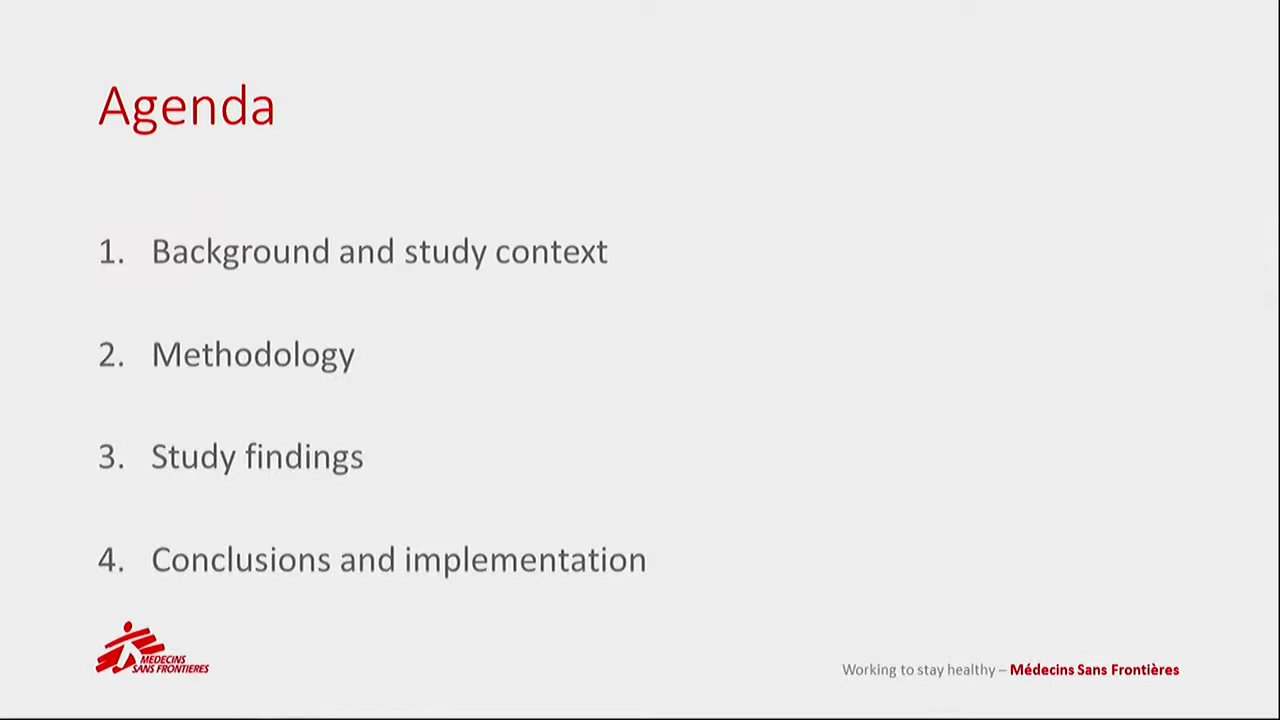 Agenda
1. Background and study context
2. Methodology
3. Study findings
4. Conclusions and implementation
MEDECINS
SANS FRONTIERES
Working to stay healthy – Médecins Sans Frontières